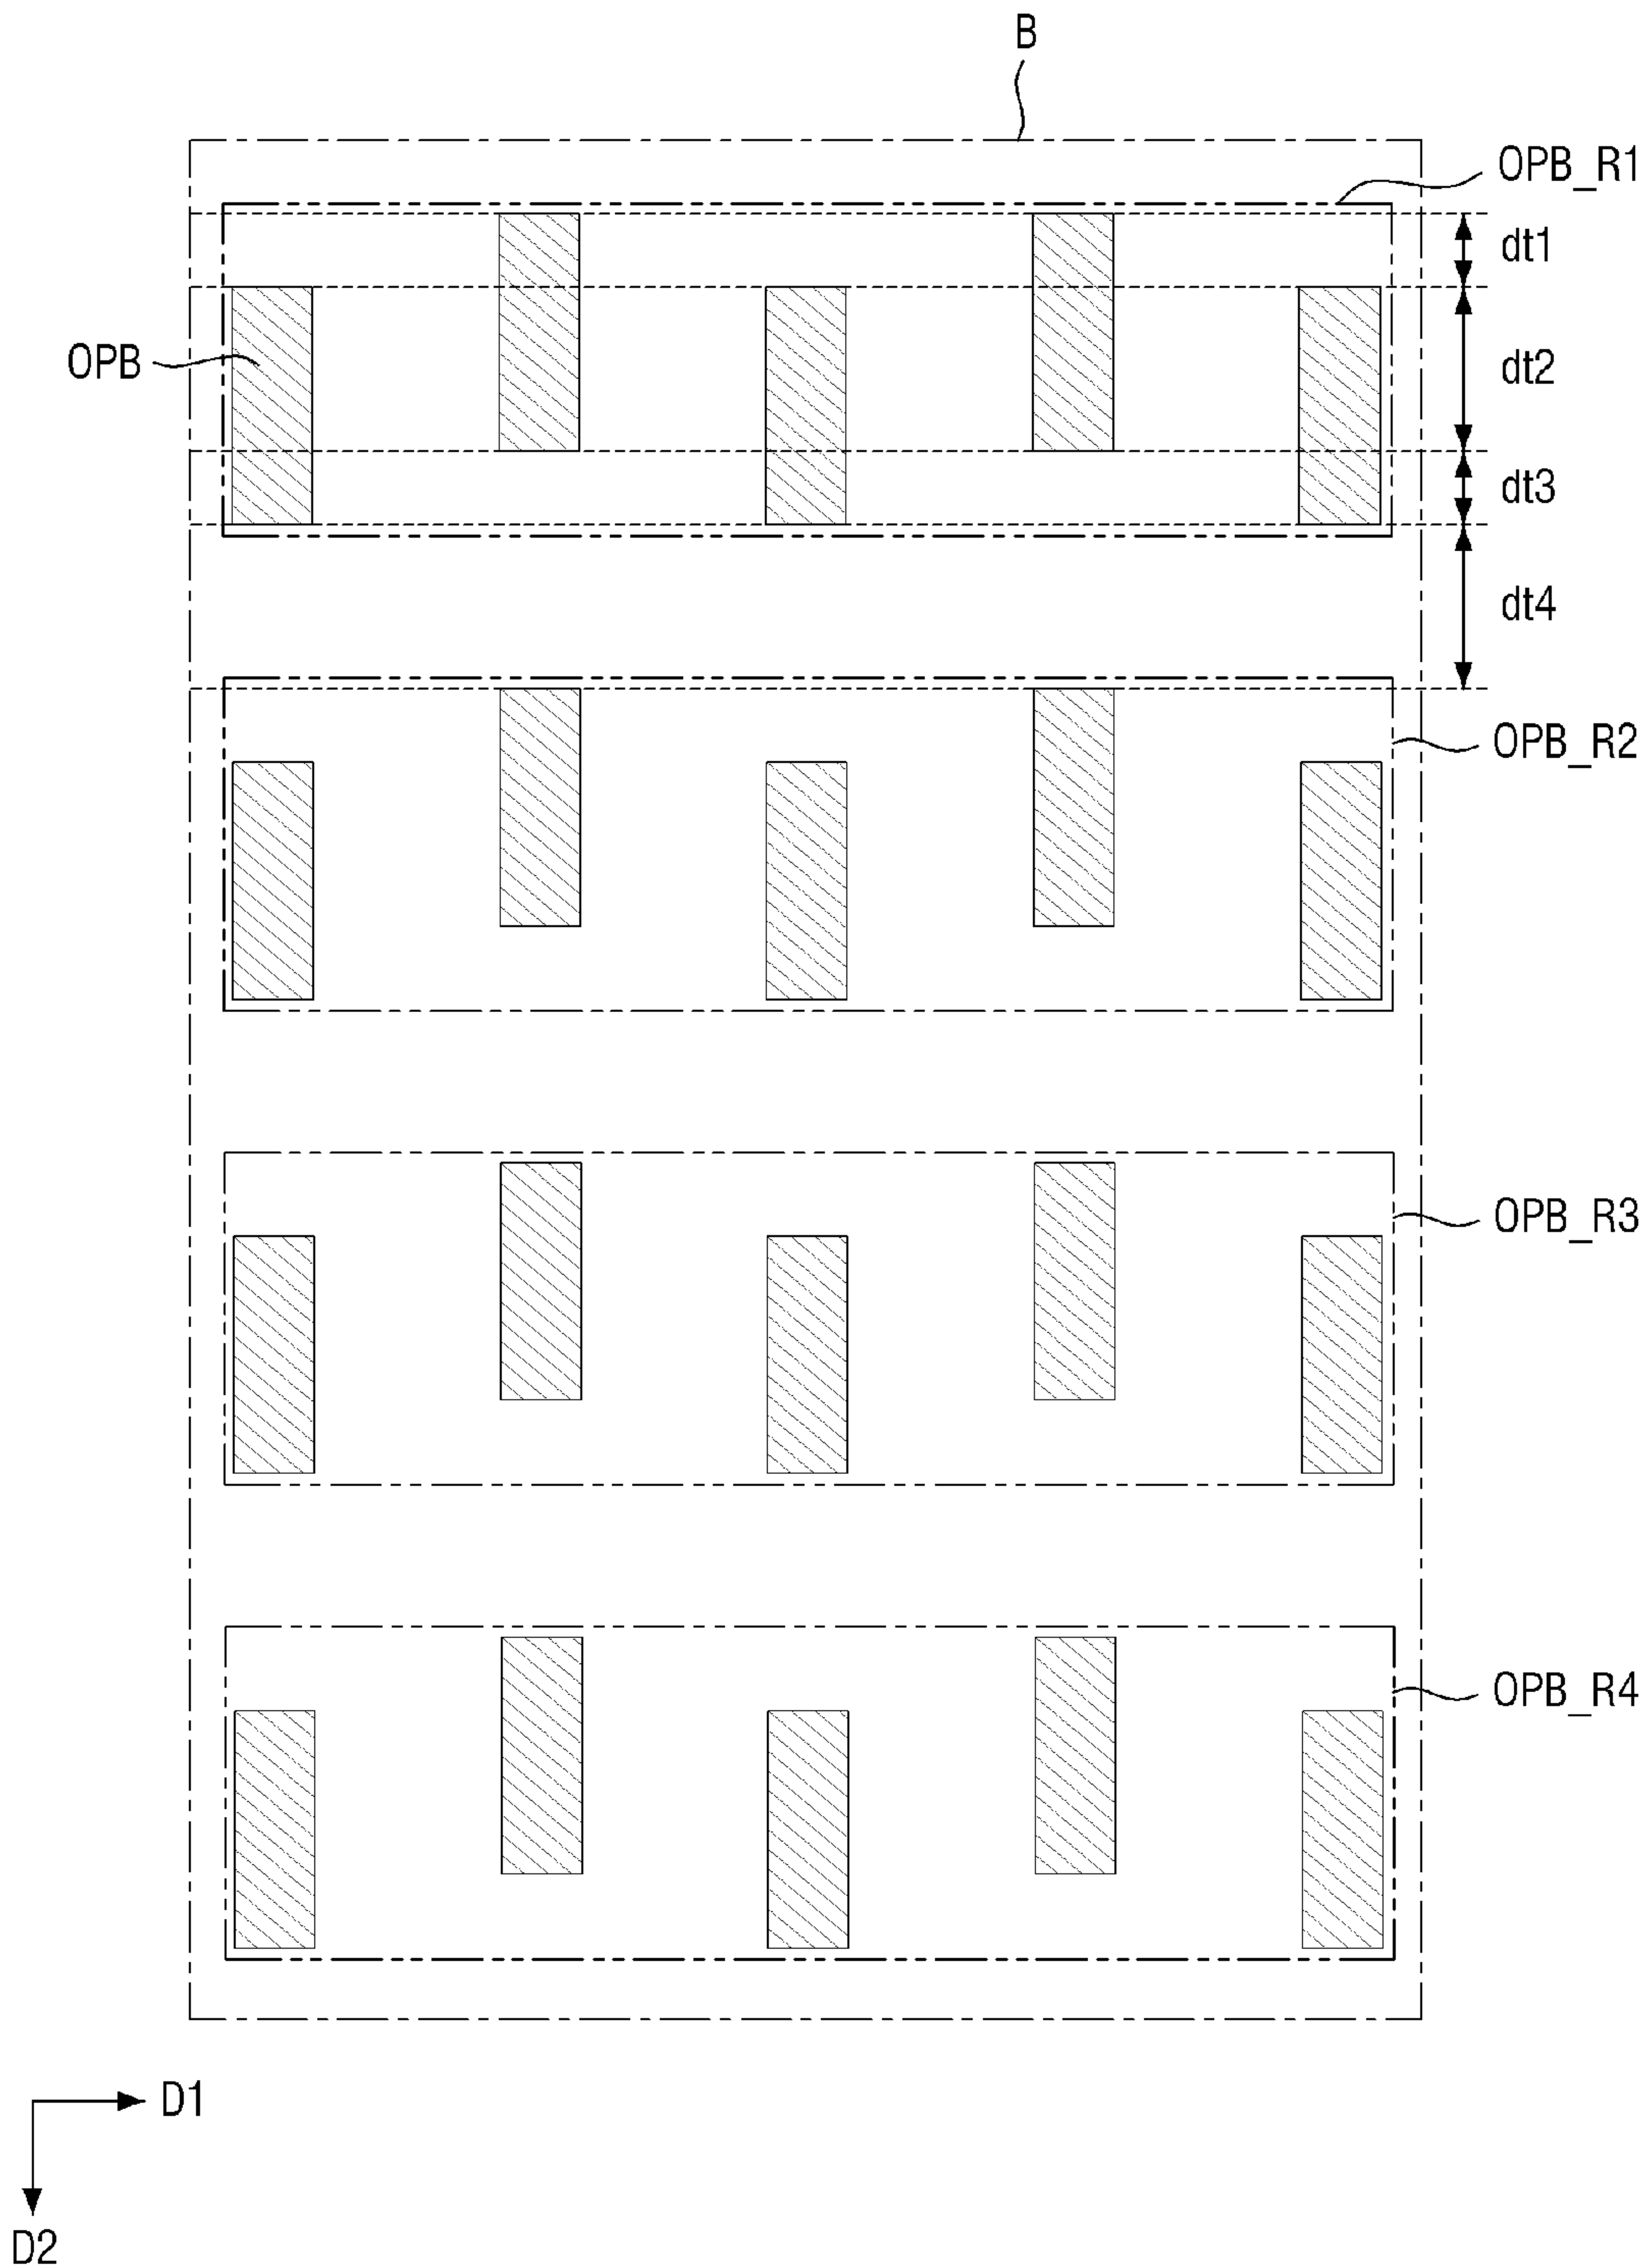 B
OPB_R1
dt1
OPB
dt2
dt3
dt4
OPB_R2
OPB_R3
OPB_R4
D1
D2